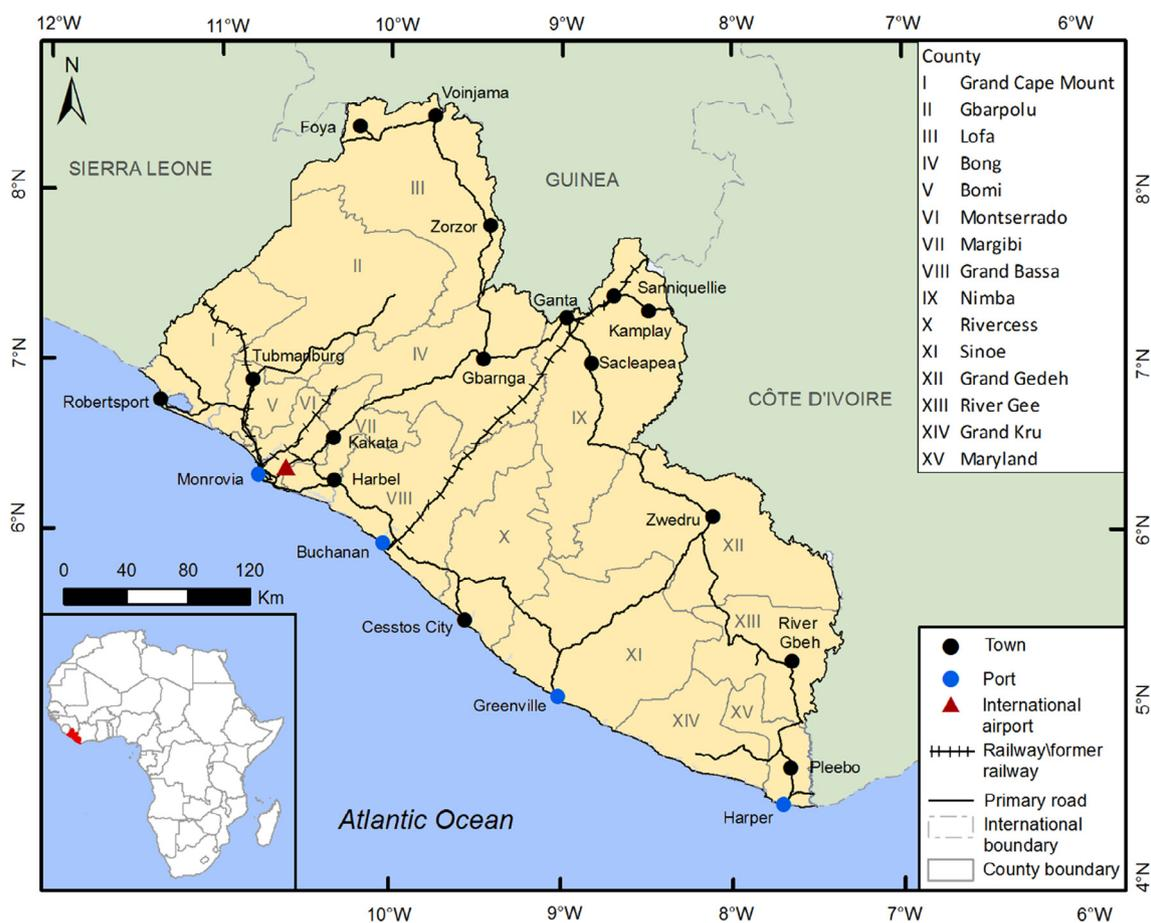 12°W 11°W 10°W 9°W 8°W 7°W 6°W
N
Voinjama
Foya
SIERRA LEONE
GUINEA
8°N 8°N
III
Zorzor
II
Sanniquellie
Ganta
Kamplay
I
Tubmanburg
IV
7°N 7°N
Gbarnga
Sacleapea
CÔTE D'IVOIRE
Robertsport
V
VI
VII
IX
Kakata
Monrovia
Harbel
VIII
6°N 6°N
Zwedru
X
XII
Buchanan
0 40 80 120
Km
Cesstos City
XIII
River
Gbeh
XI
Greenville
5°N
XIV
XV
Pleebo
Harper
Atlantic Ocean
4°N
10°W 9°W 8°W 7°W 6°W
County
I Grand Cape Mount
II Gbarpolu
III Lofa
IV Bong
V Bomi
VI Montserrado
VII Margibi
VIII Grand Bassa
IX Nimba
X Rivercess
XI Sinoe
XII Grand Gedeh
XIII River Gee
XIV Grand Kru
XV Maryland
Town
Port
International
airport
Railway\former
railway
Primary road
International
boundary
County boundary